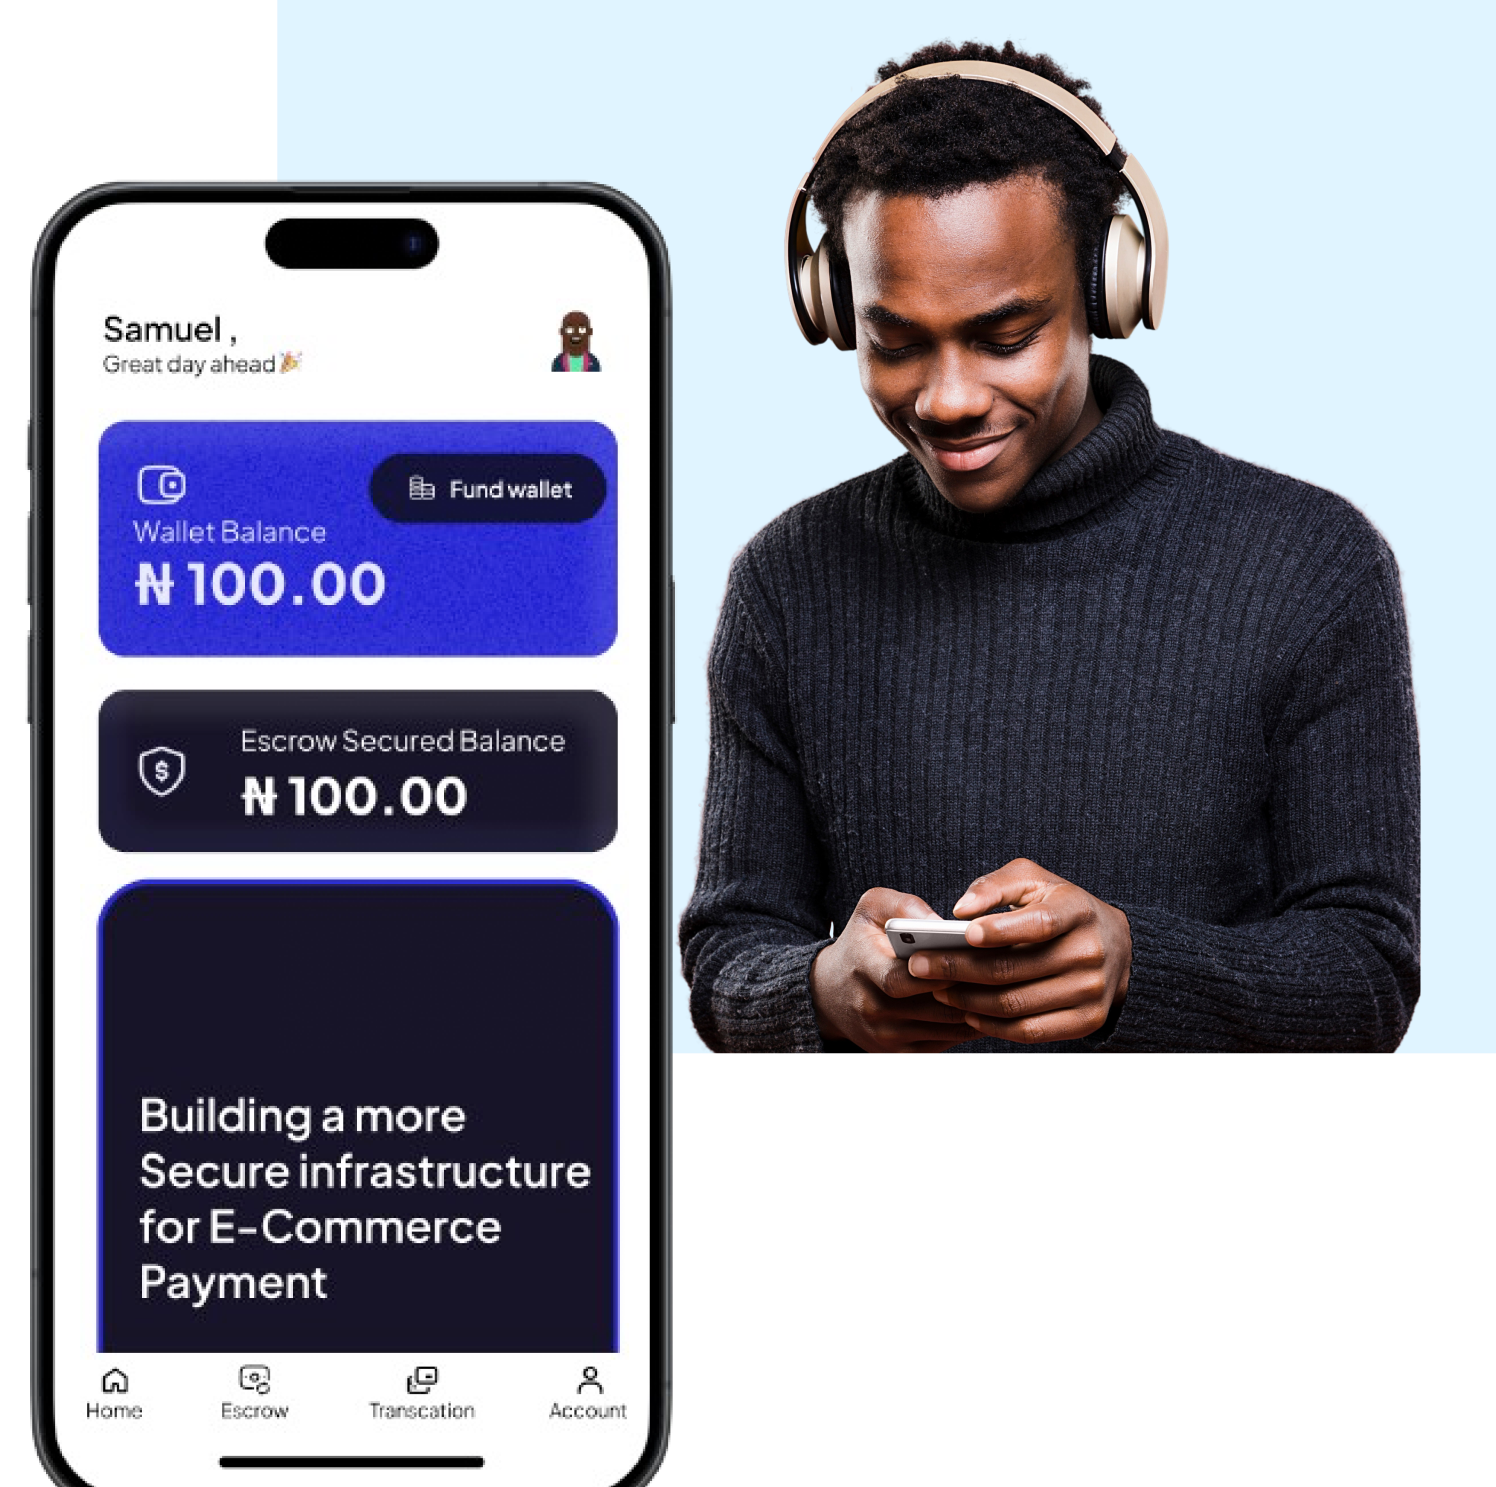 Samuel ,
Great day ahead 🎉
Fund wallet
Wallet Balance
₦ 100.00
Escrow Secured Balance
₦ 100.00
Building a more
Secure infrastructure
for E-Commerce
Payment
Home
Escrow
Transcation
Account